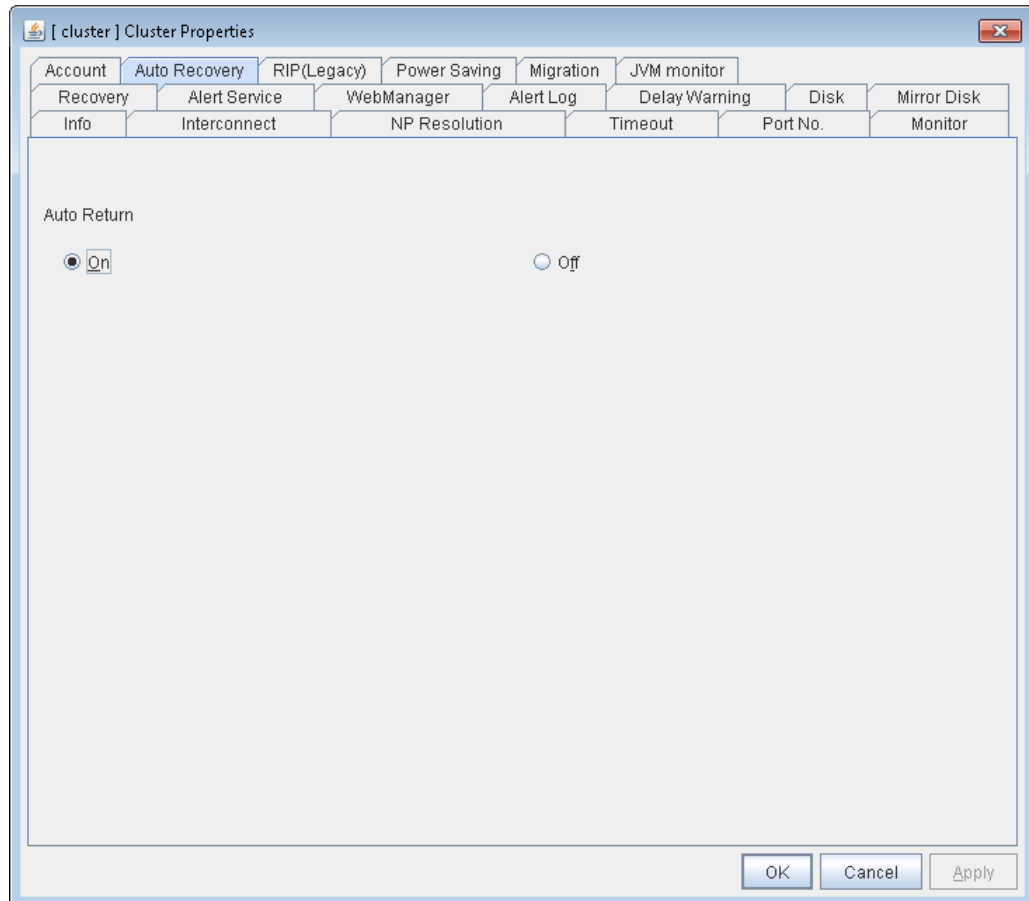 [ cluster ] Cluster Properties
Account Auto Recovery RIP(Legacy) Power Saving Migration JVM monitor
Recovery Alert Service WebManager Alert Log Delay Warning Disk Mirror Disk
Info Interconnect NP Resolution Timeout Port No. Monitor
Auto Return
On Off
OK Cancel Apply